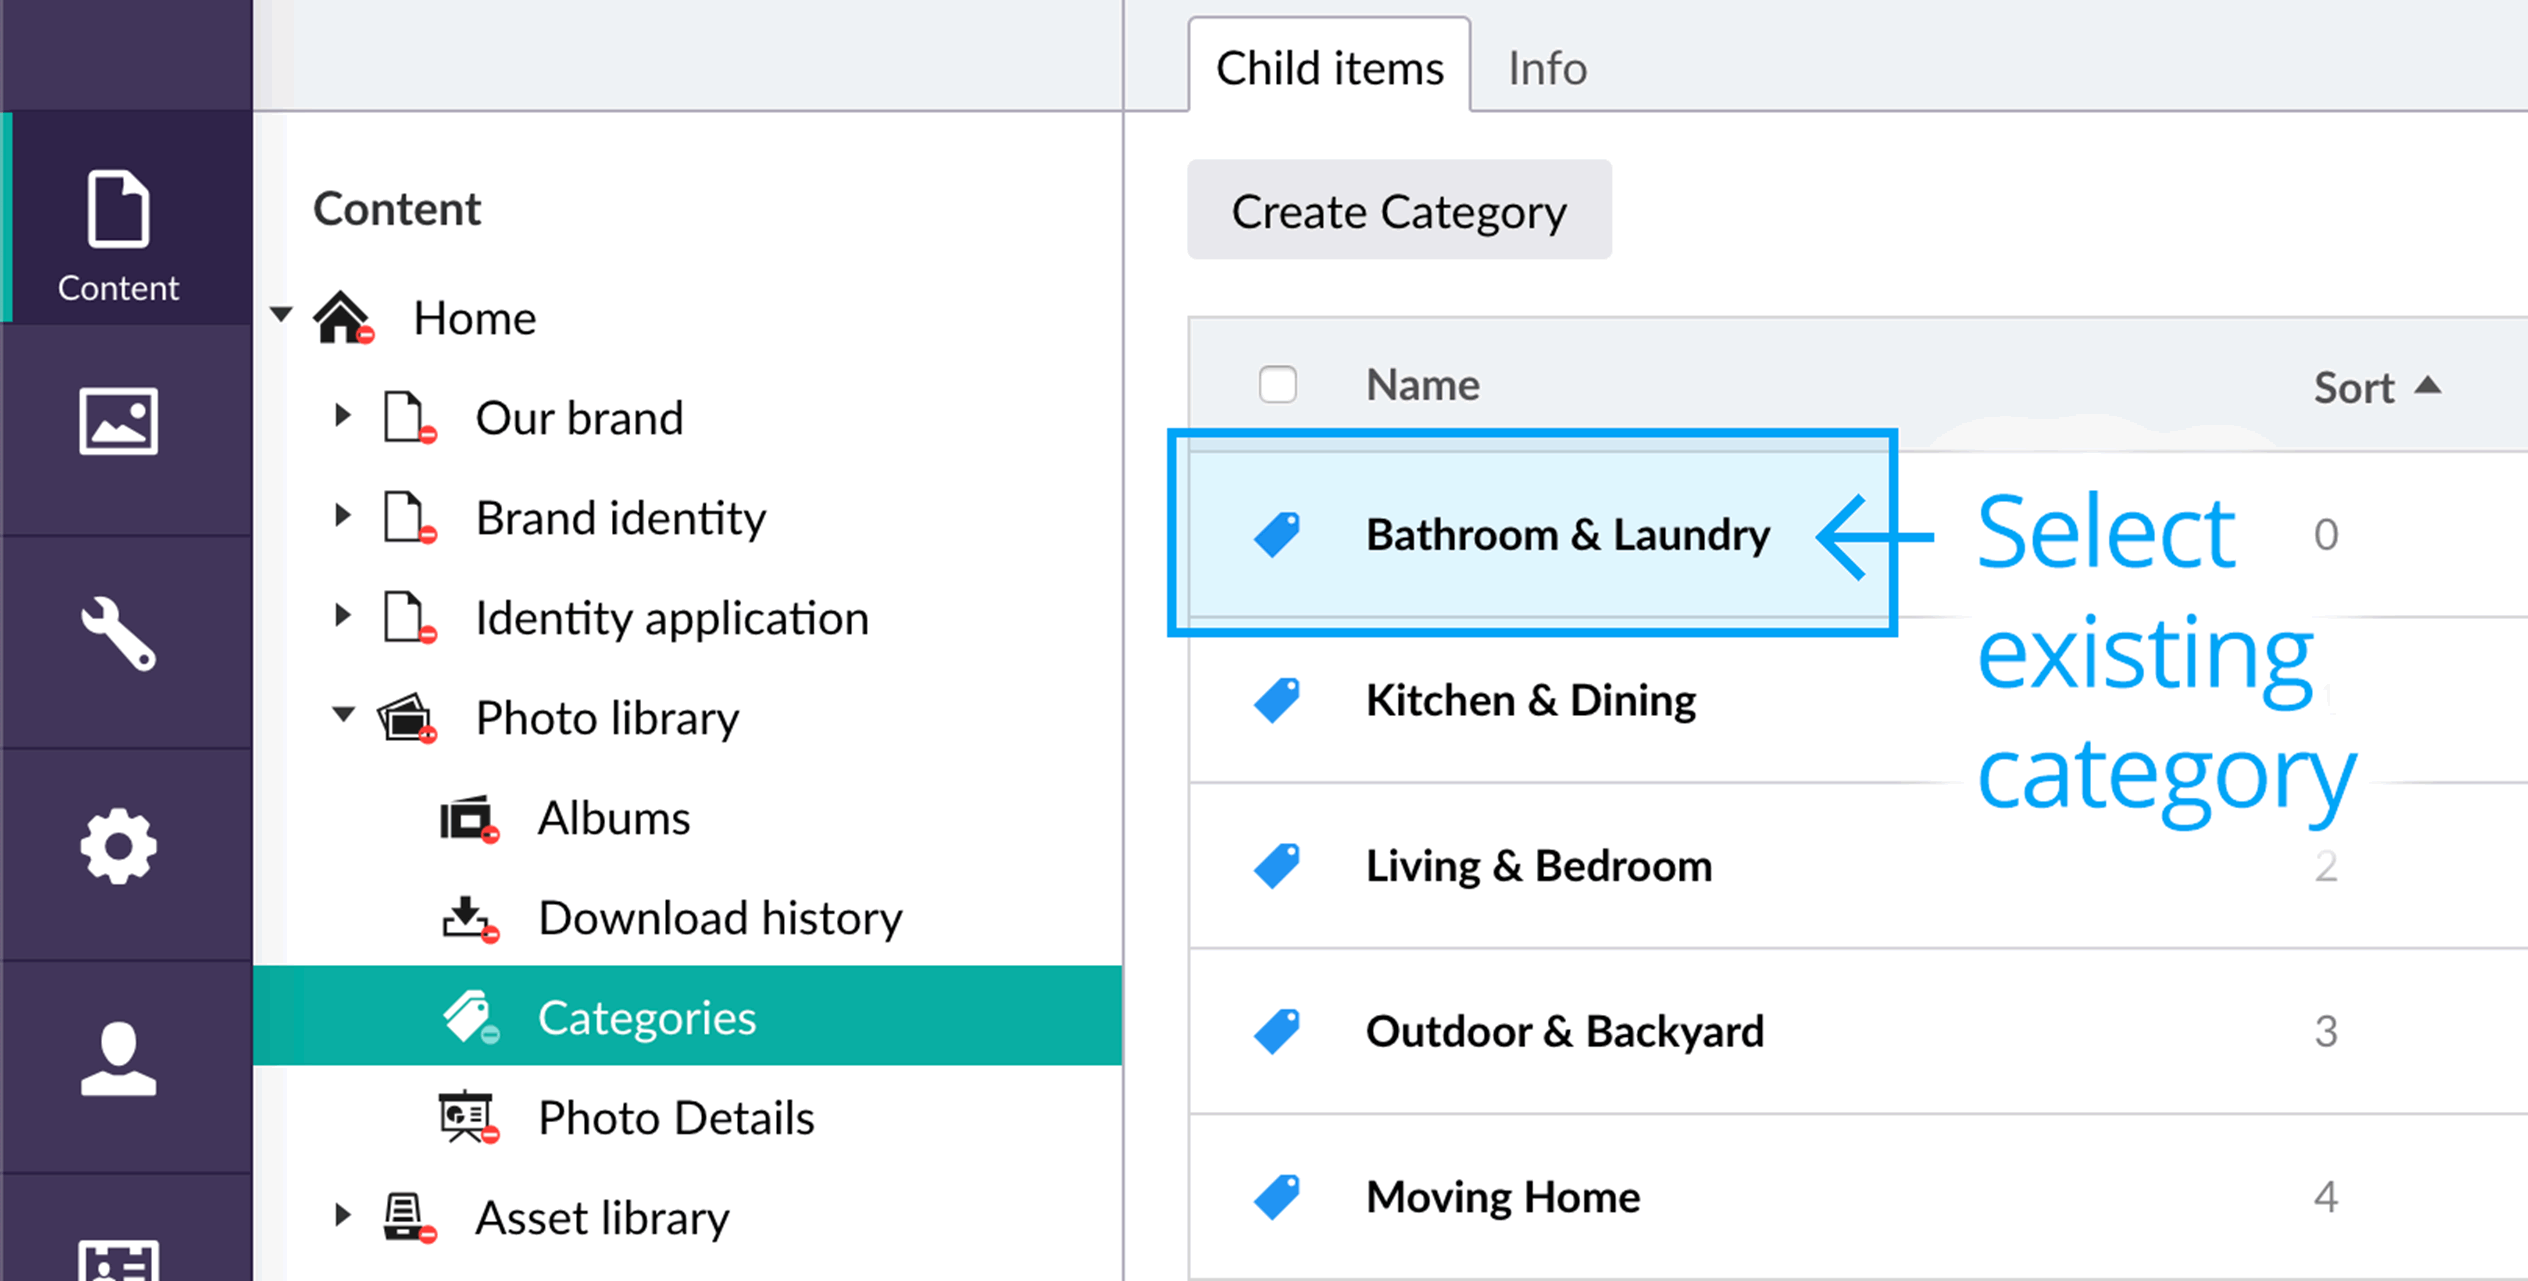 Child items Info
Content
Create Category
Content
Home
Name Sort
Our brand
Brand identity
Bathroom & Laundry Select 0
Identity application
existing
Photo library
Kitchen & Dining
category
Albums
Living & Bedroom 2
Download history
Categories
Outdoor & Backyard 3
Photo Details
Moving Home 4
Asset library